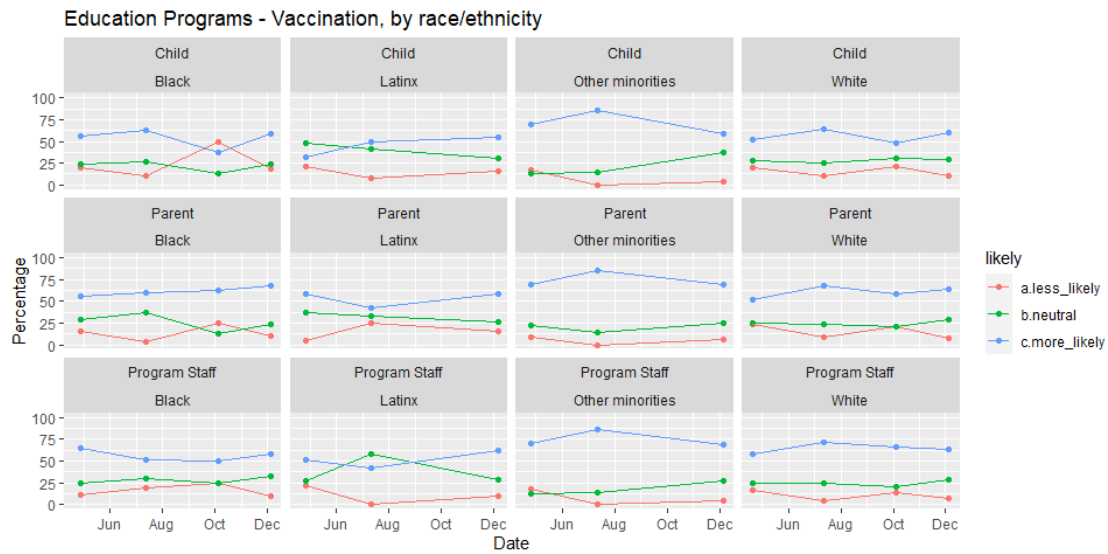 Education Programs - Vaccination, by race/ethnicity
Child Child Child Child
Black Latinx Other minorities White
100
75
50
25
0
Parent Parent Parent Parent
Black Latinx Other minorities White
100
75
50
25
0
Program Staff Program Staff Program Staff Program Staff
Black Latinx Other minorities White
100
75
50
25
0
Jun Aug Oct Dec Jun Aug Oct Dec Jun Aug Oct Dec Jun Aug Oct Dec
Date
Percentage
likely
a.less_likely
b.neutral
c.more_likely